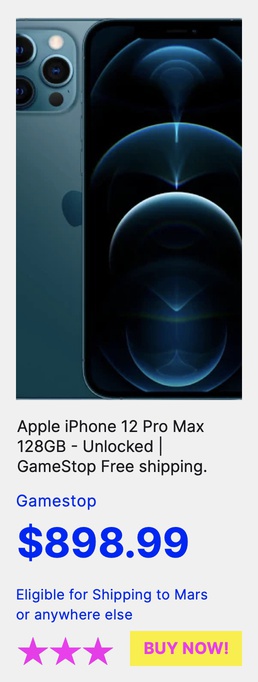 Apple iPhone 12 Pro Max
128GB - Unlocked |
GameStop Free shipping.
Gamestop
$898.99
Eligible for Shipping to Mars
or anywhere else
BUY NOW!